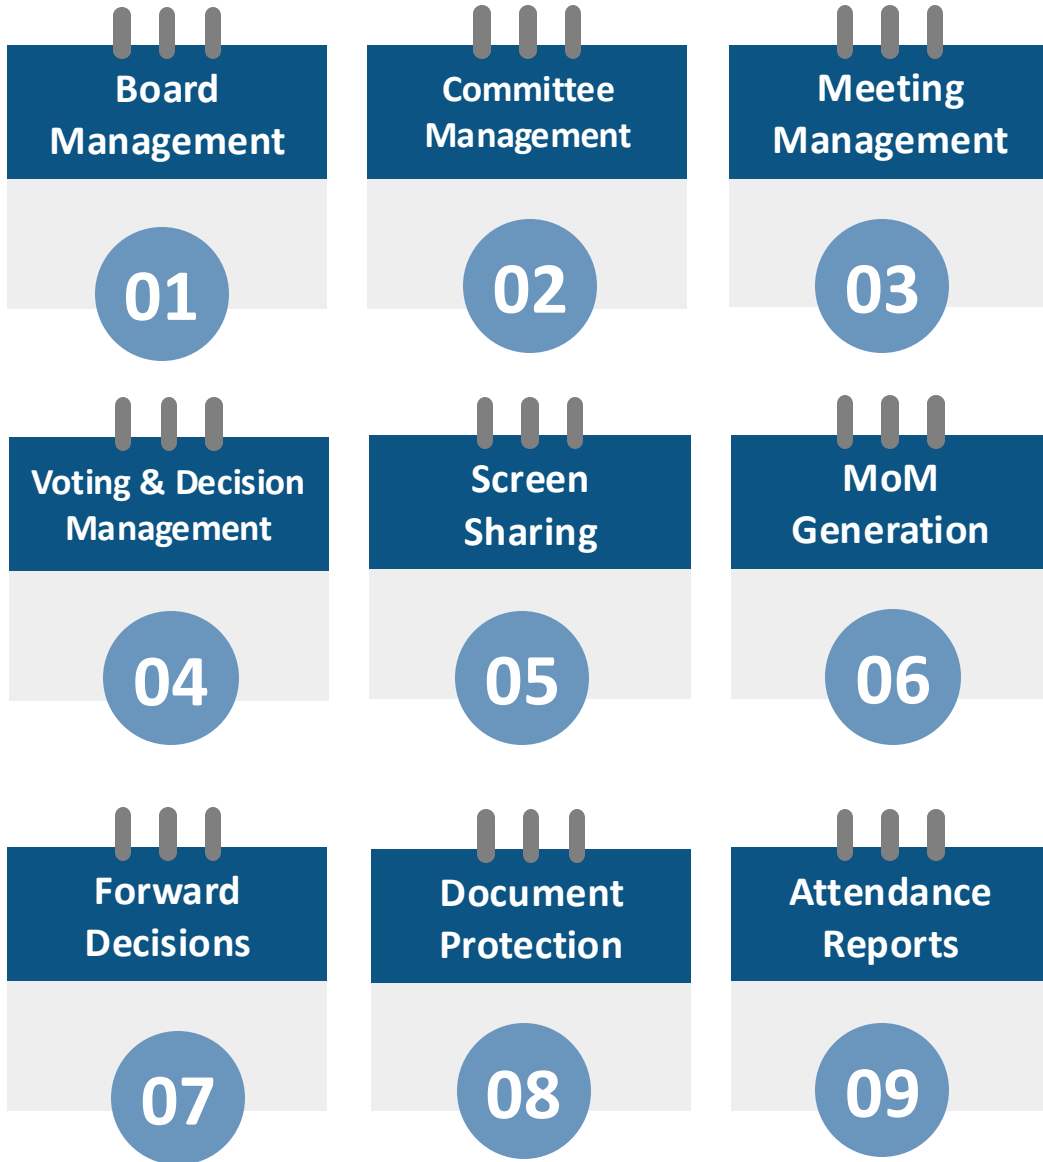 Board
Management
01
Committee
Management
02
Meeting
Management
03
Voting & Decision
Management
04
Screen
Sharing
05
MoM
Generation
06
Forward
Decisions
07
Document
Protection
08
Attendance
Reports
09